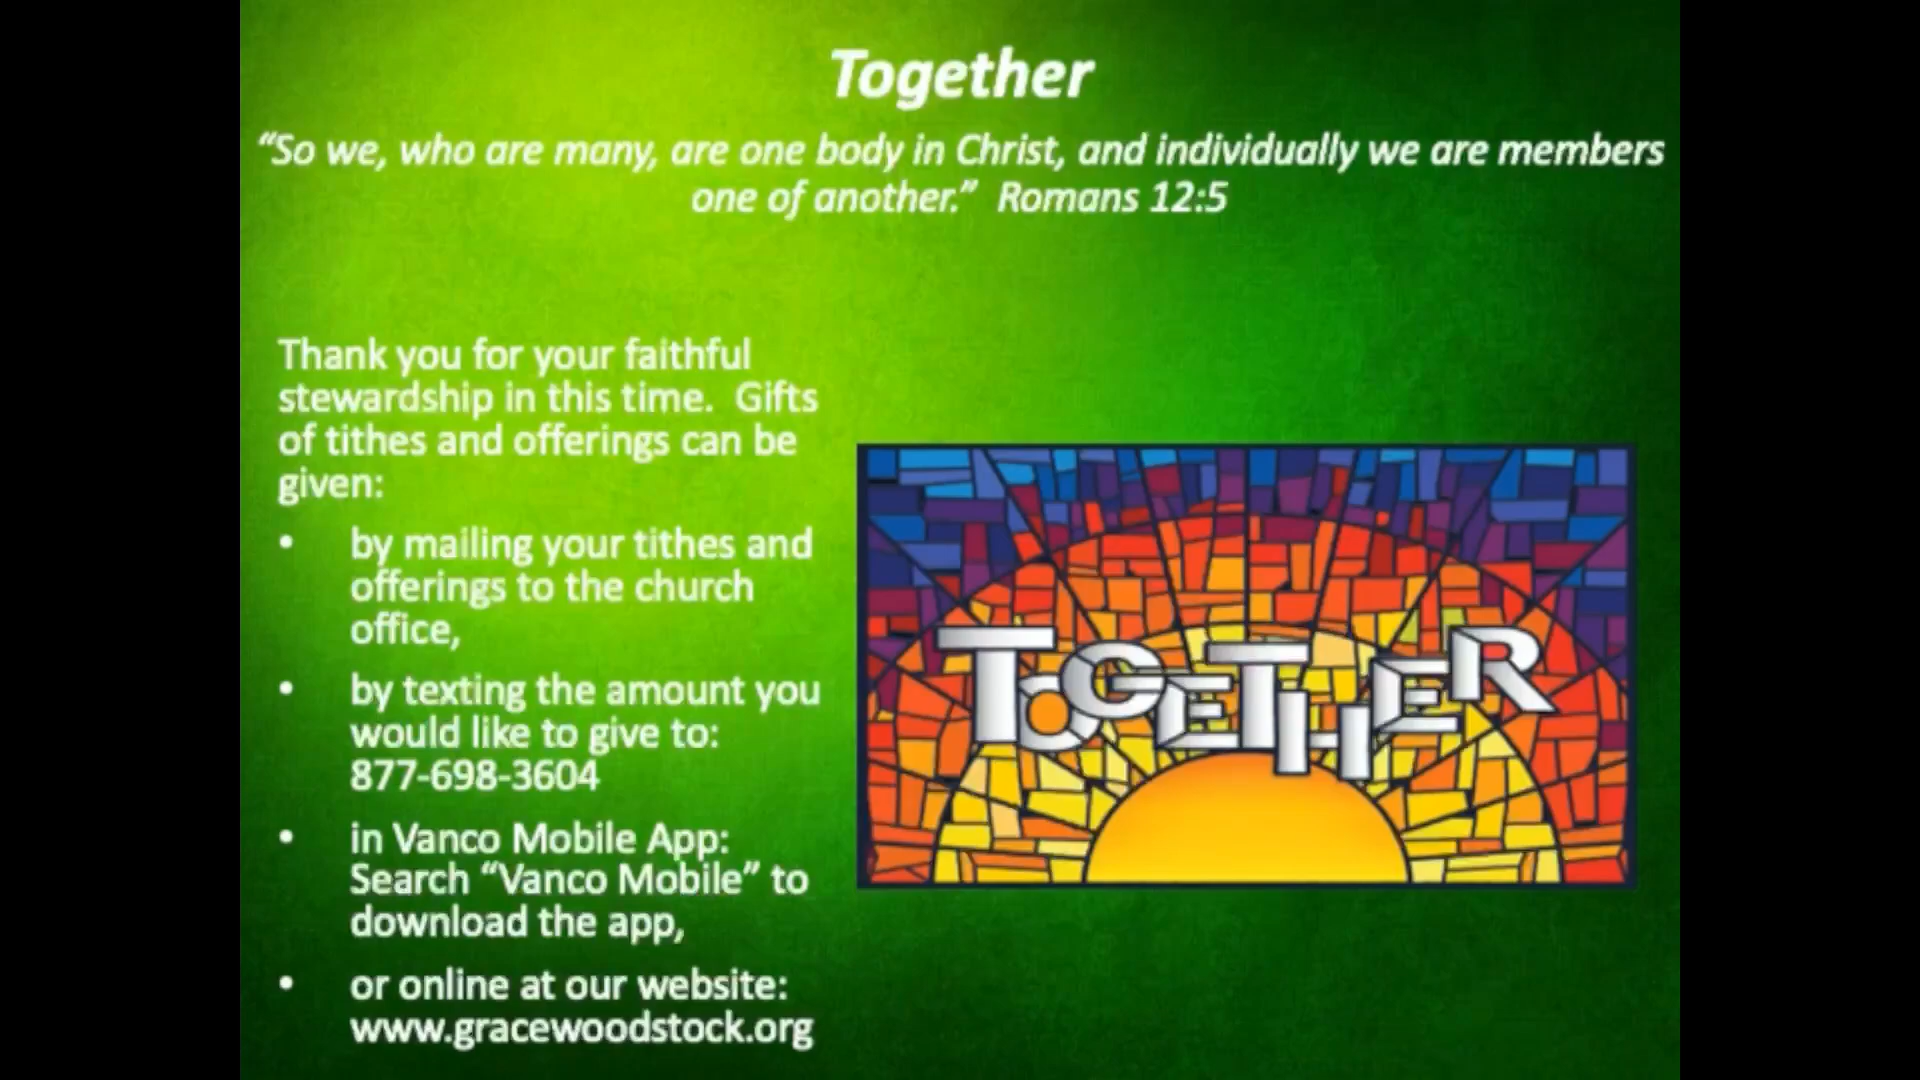 Together
“So we, who are many, are one body in Christ, and individually we are members
one of another.”  Romans 12:5
Thank you for your faithful
stewardship in this time.  Gifts
of tithes and offerings can be
given:
• by mailing your tithes and
offerings to the church
office,
• by texting the amount you
would like to give to:
877-698-3604
• in Vanco Mobile App:
Search “Vanco Mobile” to
download the app,
• or online at our website:
www.gracewoodstock.org
TOGETHER